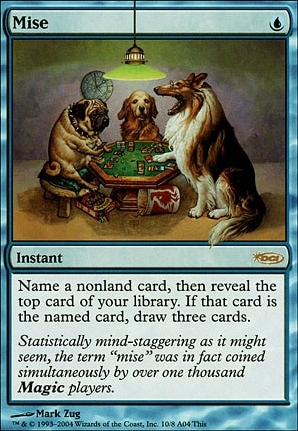 Mise
Instant
DCI
Name a nonland card, then reveal the
top card of your library. If that card is
the named card, draw three cards.
Statistically mind-staggering as it might
seem, the term “mise” was in fact coined
simultaneously by over one thousand
Magic players.
Mark Zug
™ & © 1993–2004 Wizards of the Coast, Inc. 10/8 A04 This